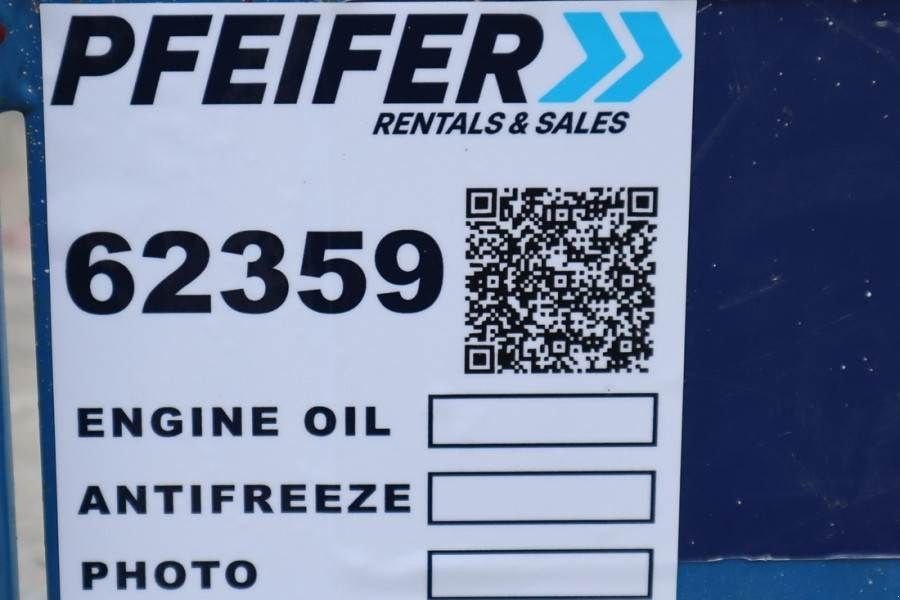 PFEIFER
RENTALS & SALES
62359
ENGINE OIL
ANTIFREEZE
PHOTO